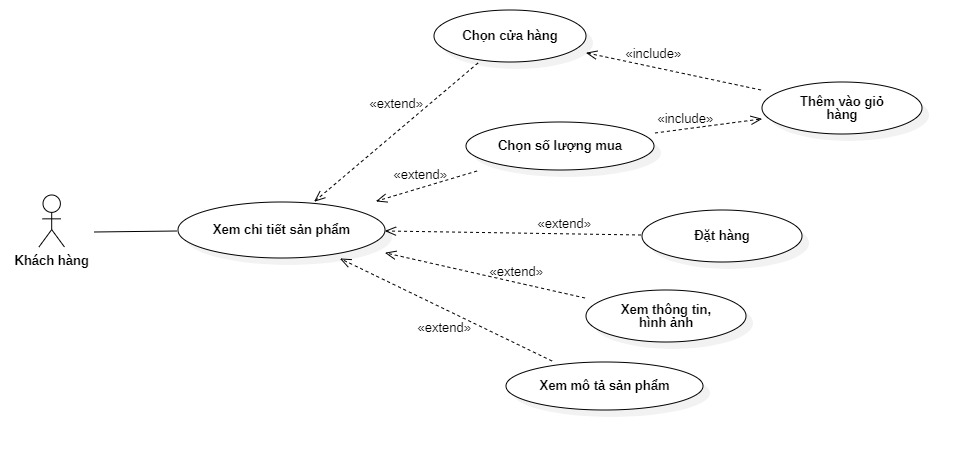 Chọn cửa hàng
«include»
Thêm vào giỏ
hàng
«extend»
«include»
Chọn số lượng mua
«extend»
Khách hàng
Xem chi tiết sản phẩm
«extend»
Đặt hàng
«extend»
Xem thông tin,
hình ảnh
«extend»
Xem mô tả sản phẩm